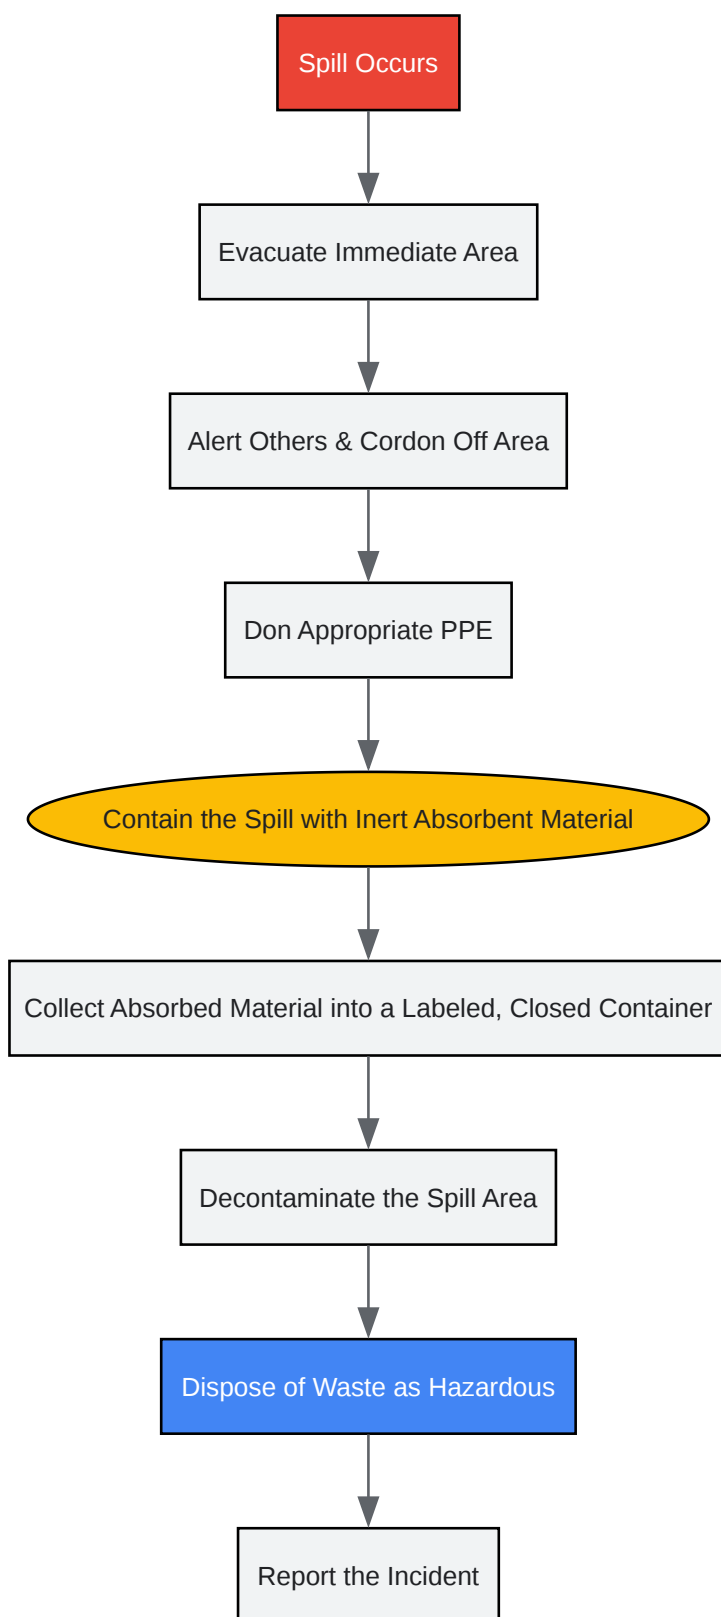 Spill Occurs
Evacuate Immediate Area
Alert Others & Cordon Off Area
Don Appropriate PPE
Contain the Spill with Inert Absorbent Material
Collect Absorbed Material into a Labeled, Closed Container
Decontaminate the Spill Area
Dispose of Waste as Hazardous
Report the Incident